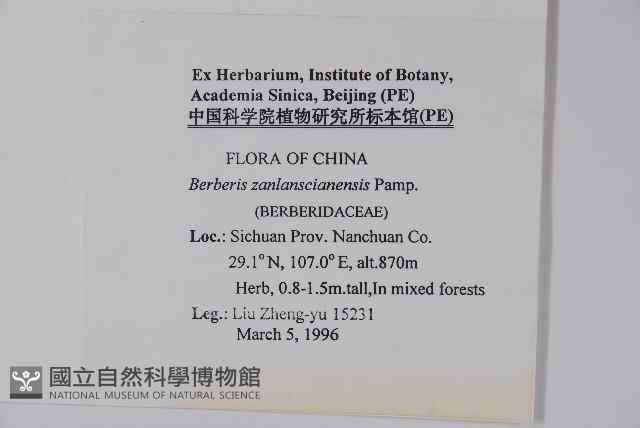 Ex Herbarium, Institute of Botany,
Academia Sinica, Beijing (PE)
中国科学院植物研究所标本馆(PE)
FLORA OF CHINA
Berberis zanlanscianensis Pamp.
(BERBERIDACEAE)
Loc.: Sichuan Prov. Nanchuan Co.
29.1°N, 107.0°E, alt.870m
Herb, 0.8-1.5m.tall,In mixed forests
Leg.: Liu Zheng-yu 15231
March 5, 1996
國立自然科學博物館
NATIONAL MUSEUM OF NATURAL SCIENCE